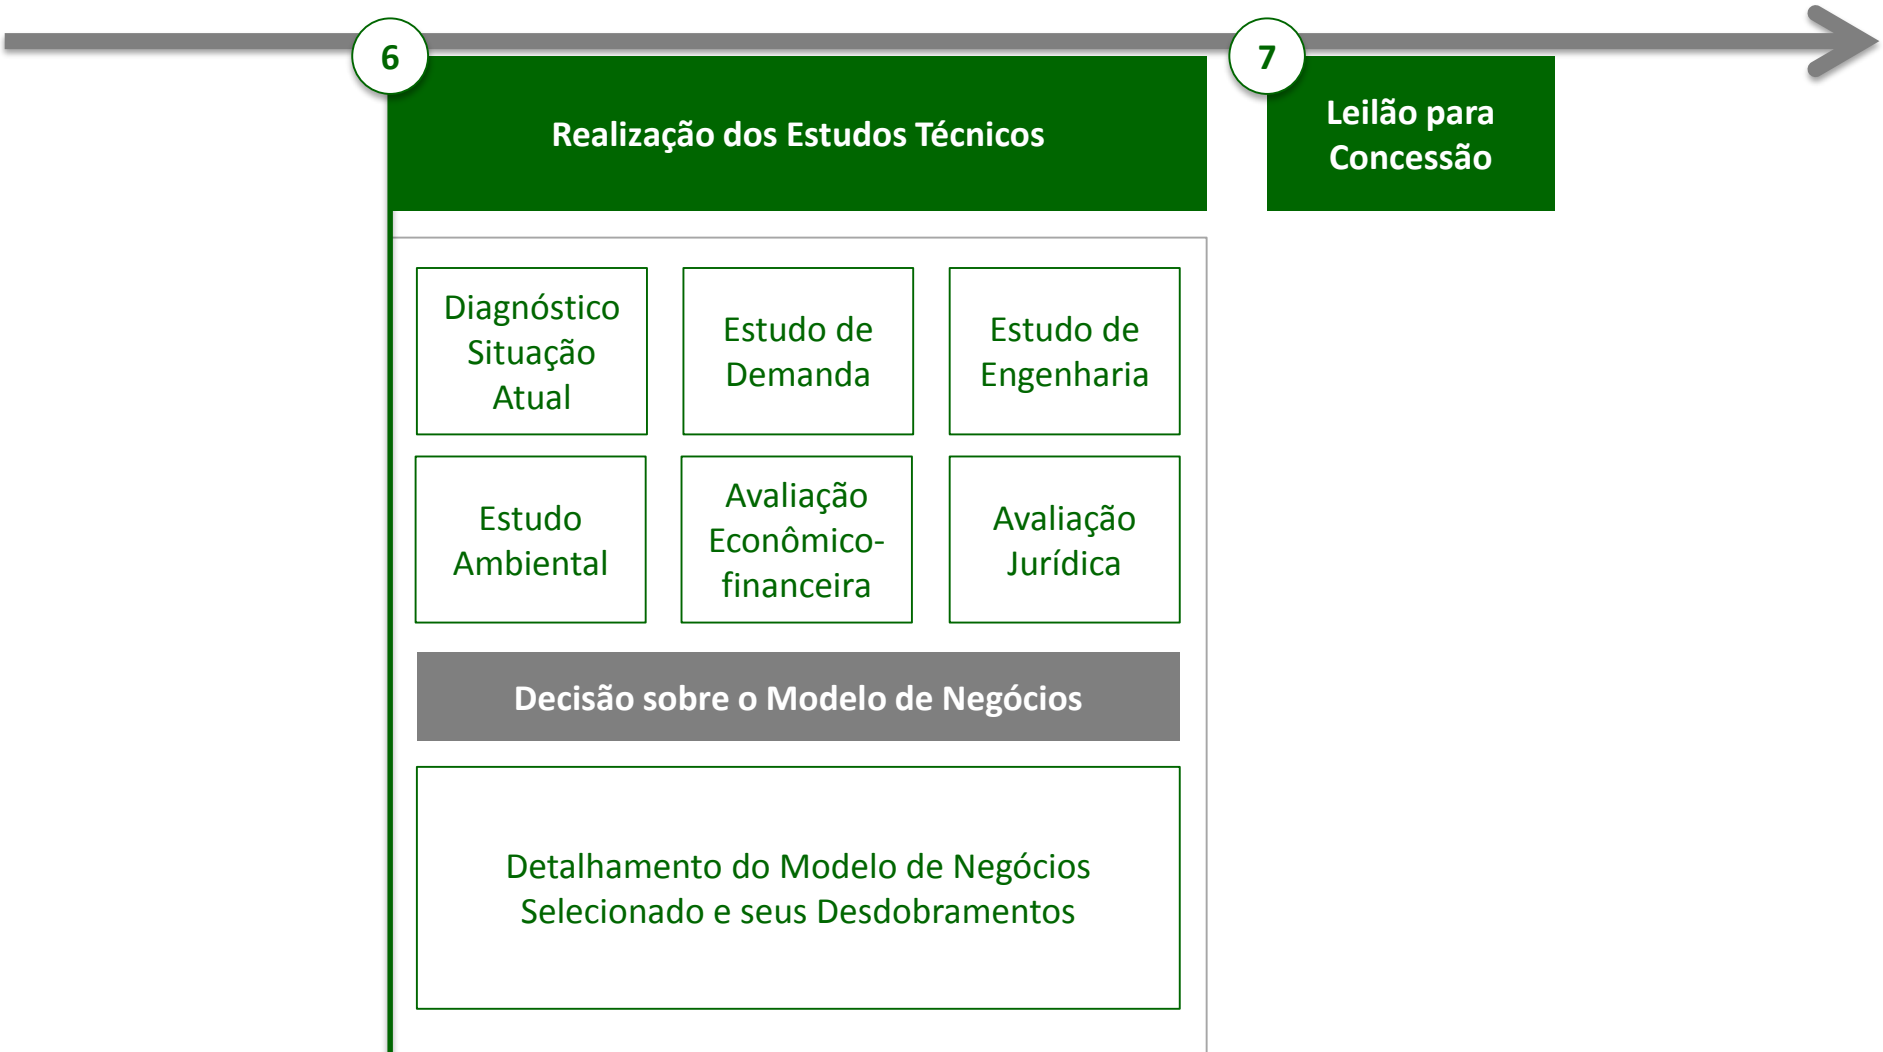 6
Realização dos Estudos Técnicos
7
Leilão para
Concessão
Diagnóstico
Situação
Atual
Estudo de
Demanda
Estudo de
Engenharia
Estudo
Ambiental
Avaliação
Econômico-
financeira
Avaliação
Jurídica
Decisão sobre o Modelo de Negócios
Detalhamento do Modelo de Negócios
Selecionado e seus Desdobramentos